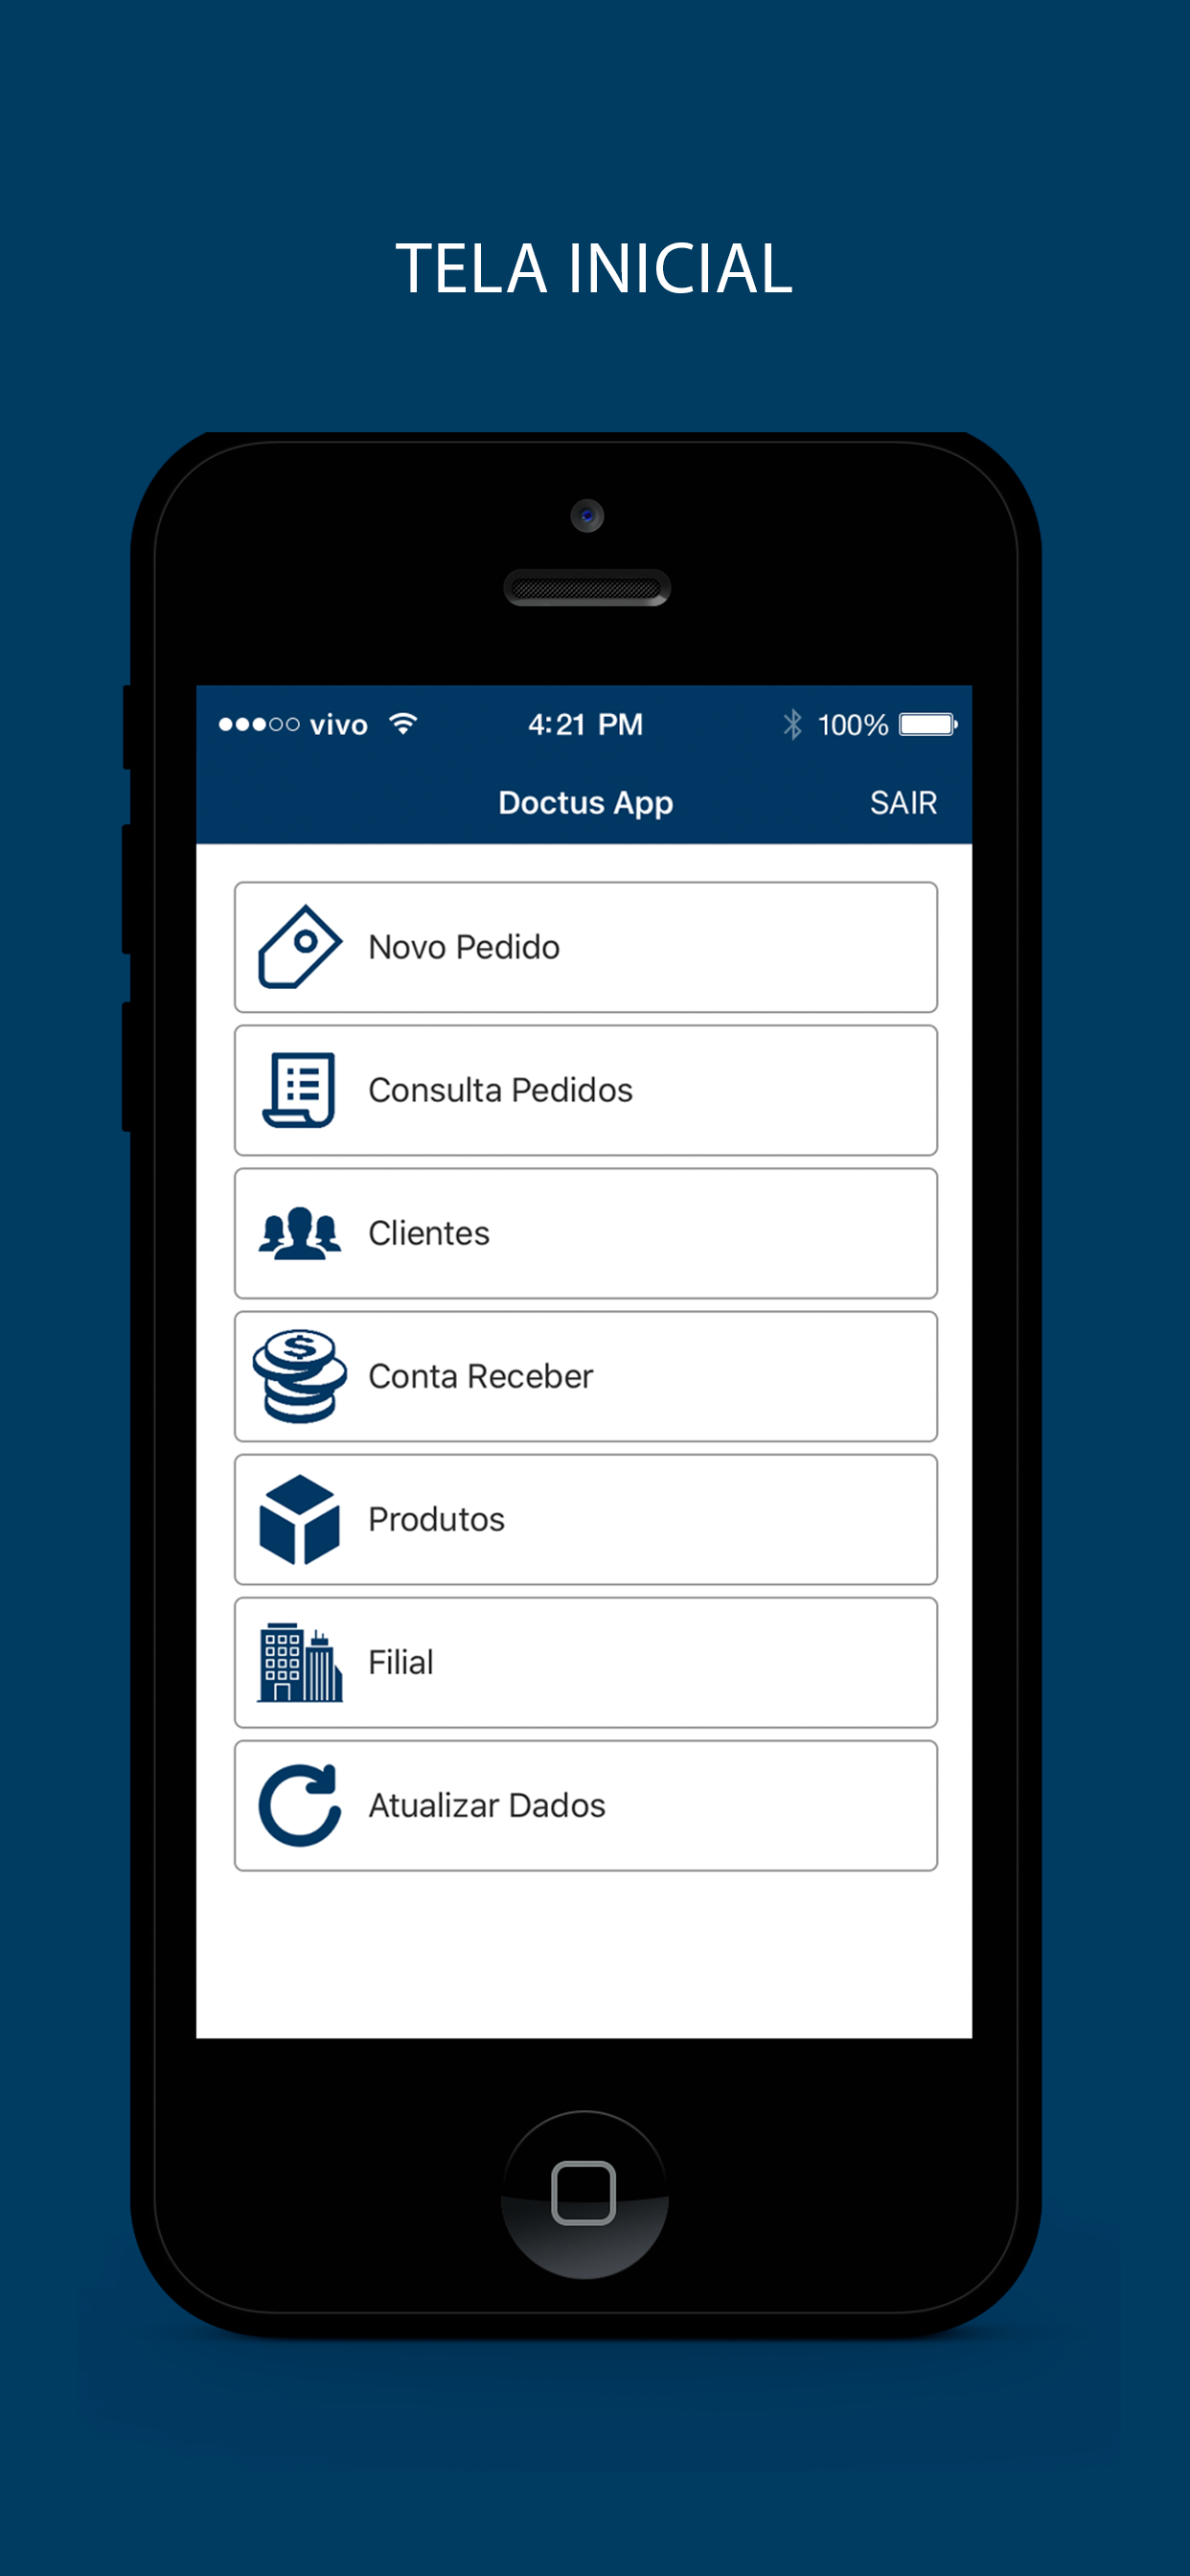 TELA INICIAL
vivo 4:21 PM 100%
Doctus App SAIR
Novo Pedido
Consulta Pedidos
Clientes
$
Conta Receber
Produtos
Filial
Atualizar Dados